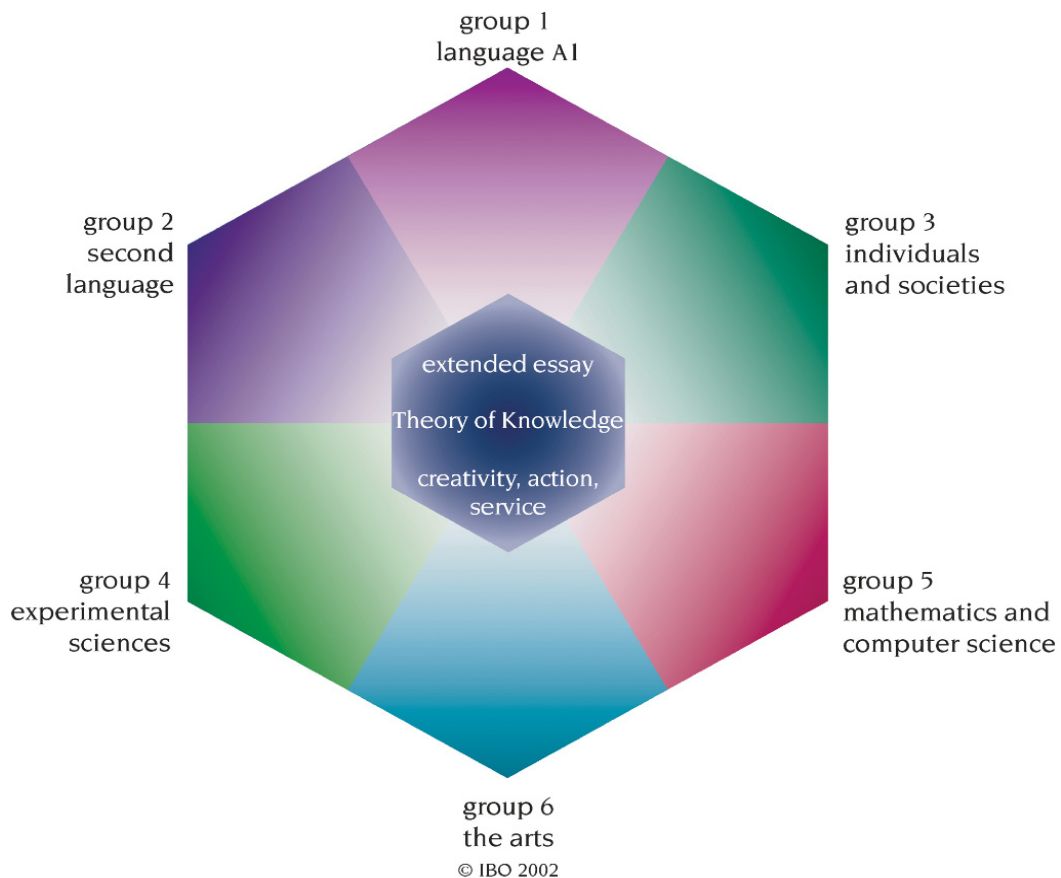 group 1
language A1
group 2
second
language
group 3
individuals
and societies
extended essay
Theory of Knowledge
creativity, action,
service
group 4
experimental
sciences
group 5
mathematics and
computer science
group 6
the arts
© IBO 2002